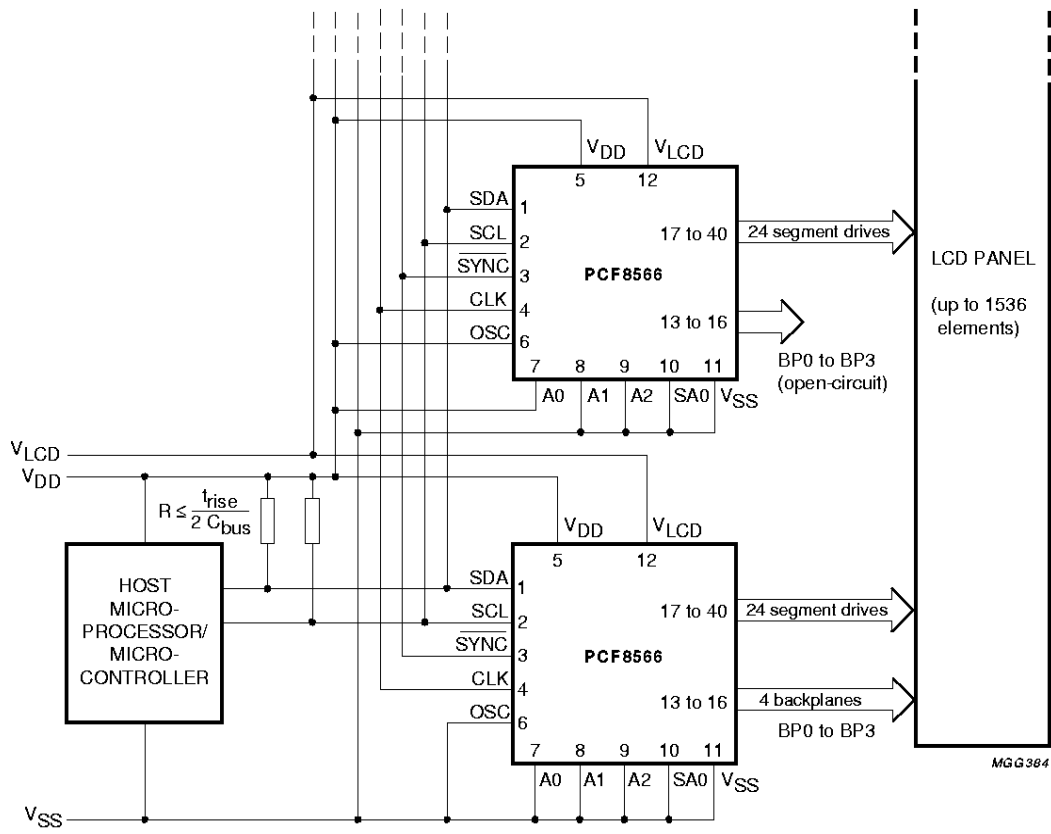 VDD
VLCD
5
12
SDA
1
SCL
2
SYNC
3
CLK
4
OSC
6
PCF8566
17 to 40
24 segment drives
13 to 16
BP0 to BP3
(open-circuit)
7
8
9
10
11
A0
A1
A2
SA0
VSS
LCD PANEL
(up to 1536
elements)
VLCD
VDD
R ≤ trise
2 Cbus
HOST
MICRO-
PROCESSOR/
MICRO-
CONTROLLER
VDD
VLCD
5
12
SDA
1
SCL
2
SYNC
3
CLK
4
OSC
6
PCF8566
17 to 40
24 segment drives
13 to 16
4 backplanes
BP0 to BP3
7
8
9
10
11
A0
A1
A2
SA0
VSS
VSS
MGG384